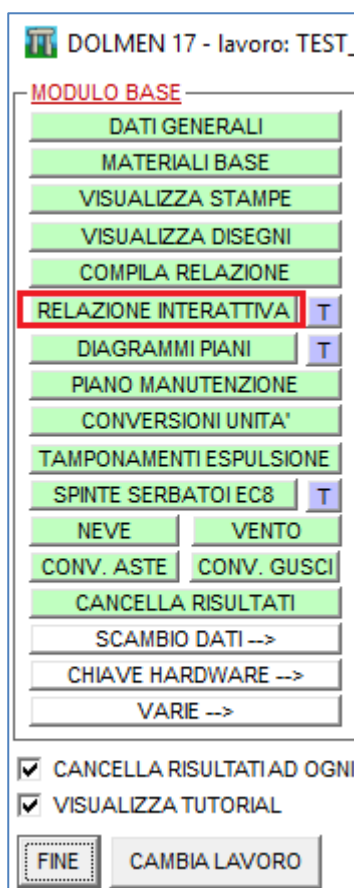 DOLMEN 17 - lavoro: TEST_
MODULO BASE
DATI GENERALI
MATERIALI BASE
VISUALIZZA STAMPE
VISUALIZZA DISEGNI
COMPILA RELAZIONE
RELAZIONE INTERATTIVA T
DIAGRAMMI PIANI T
PIANO MANUTENZIONE
CONVERSIONI UNITA'
TAMPONAMENTI ESPULSIONE
SPINTE SERBATOI EC8 T
NEVE VENTO
CONV. ASTE CONV. GUSCI
CANCELLA RISULTATI
SCAMBIO DATI -->
CHIAVE HARDWARE -->
VARIE -->
CANCELLA RISULTATI AD OGNI
VISUALIZZA TUTORIAL
FINE CAMBIA LAVORO